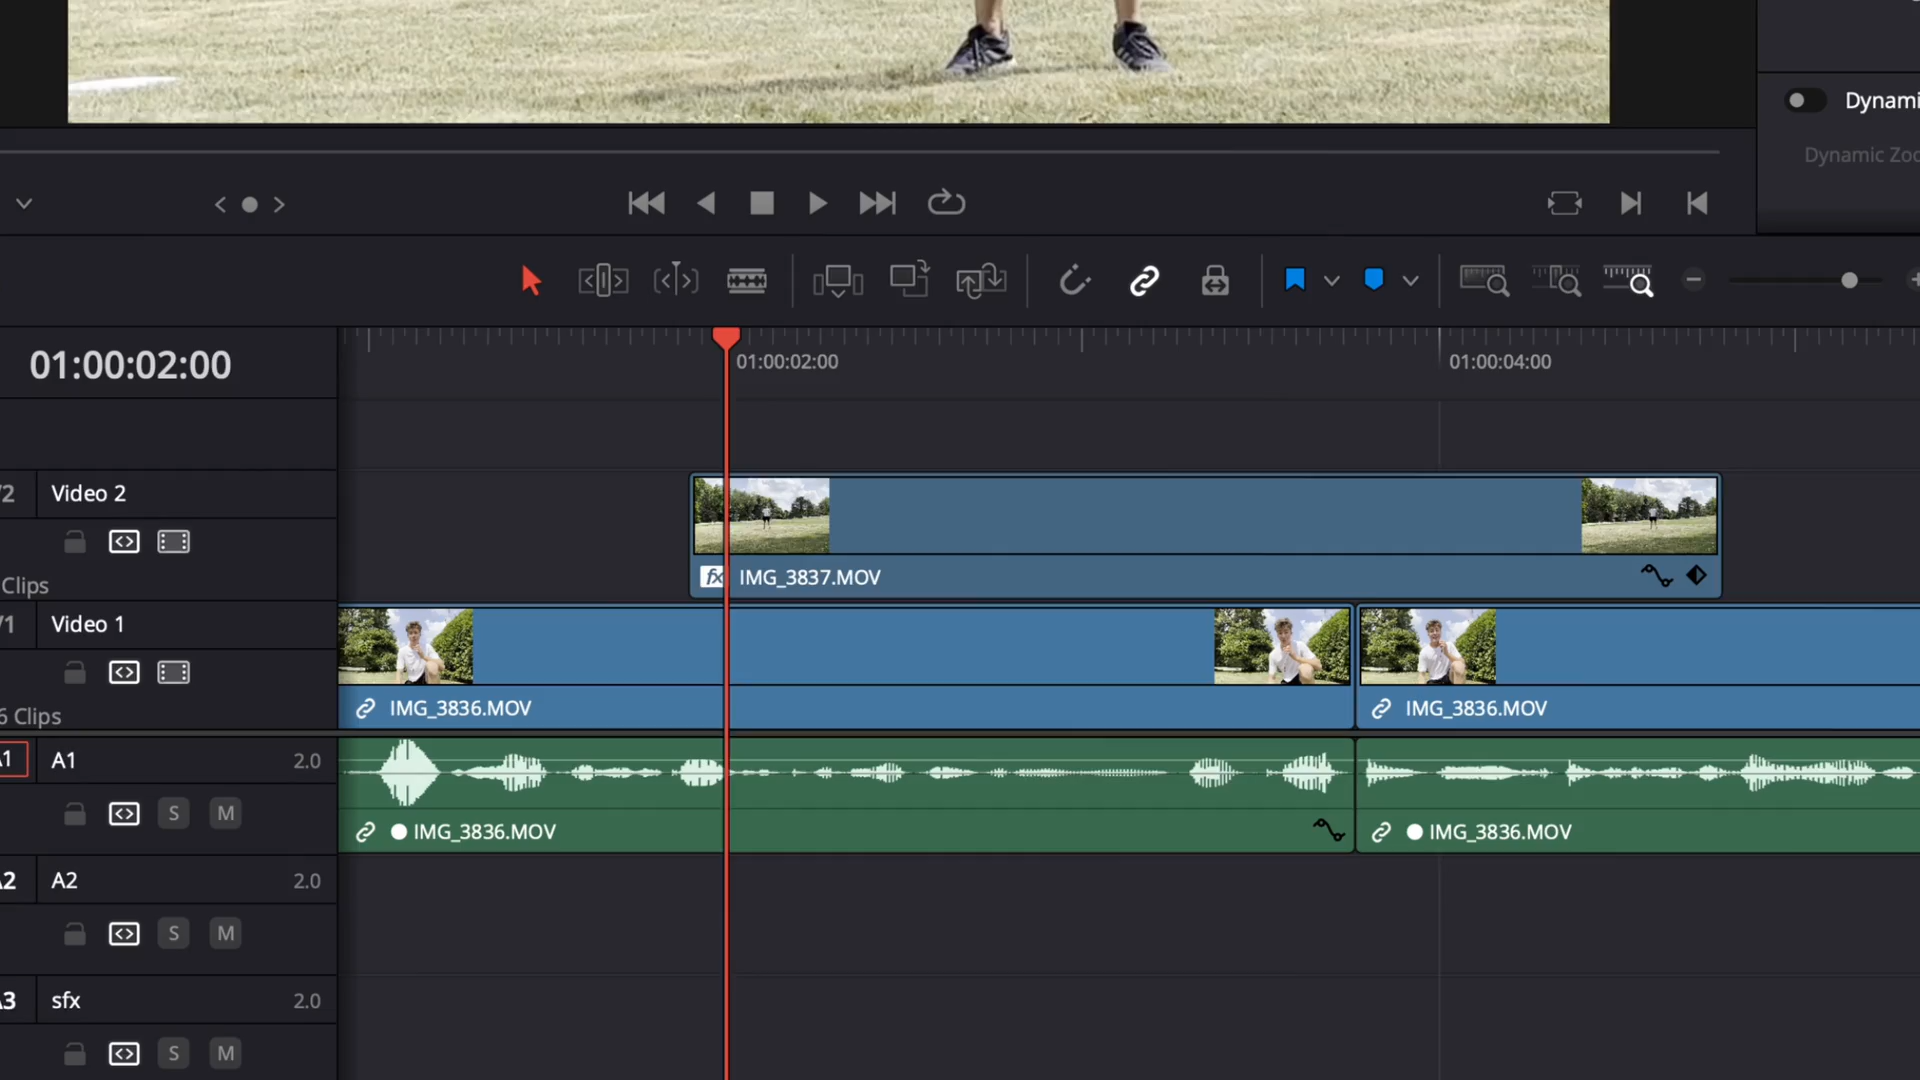 Dynami
Dynamic Zoo
01:00:02:00
01:00:02:00
01:00:04:00
Video 2
Clips
fx
IMG_3837.MOV
Video 1
6 Clips
IMG_3836.MOV
IMG_3836.MOV
A1
2.0
S
M
IMG_3836.MOV
IMG_3836.MOV
A2
2.0
S
M
sfx
2.0
S
M